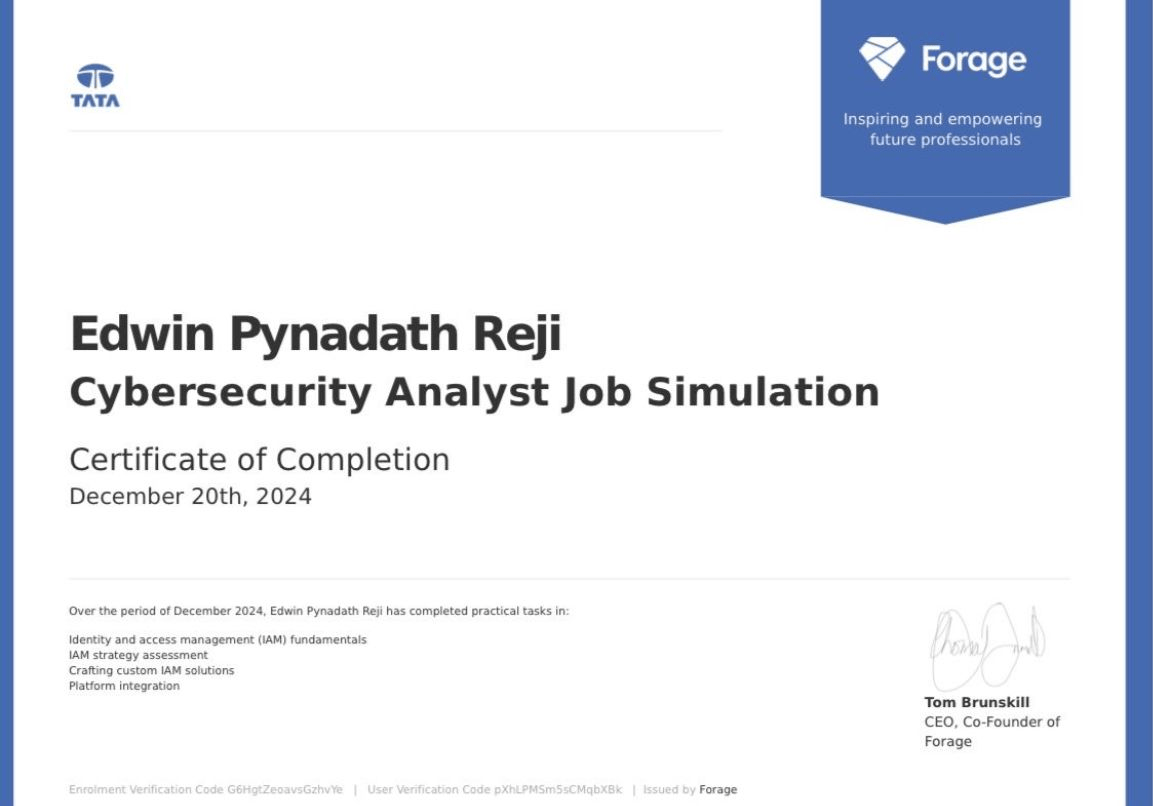 TATA
Forage
Inspiring and empowering
future professionals
Edwin Pynadath Reji
Cybersecurity Analyst Job Simulation
Certificate of Completion
December 20th, 2024
Over the period of December 2024, Edwin Pynadath Reji has completed practical tasks in:
Identity and access management (IAM) fundamentals
IAM strategy assessment
Crafting custom IAM solutions
Platform integration
Tom Brunskill
CEO, Co-Founder of
Forage
Enrolment Verification Code G6HgtZeoavsGzhvYe | User Verification Code pXhLPMSm5sCMqbXBk | Issued by Forage